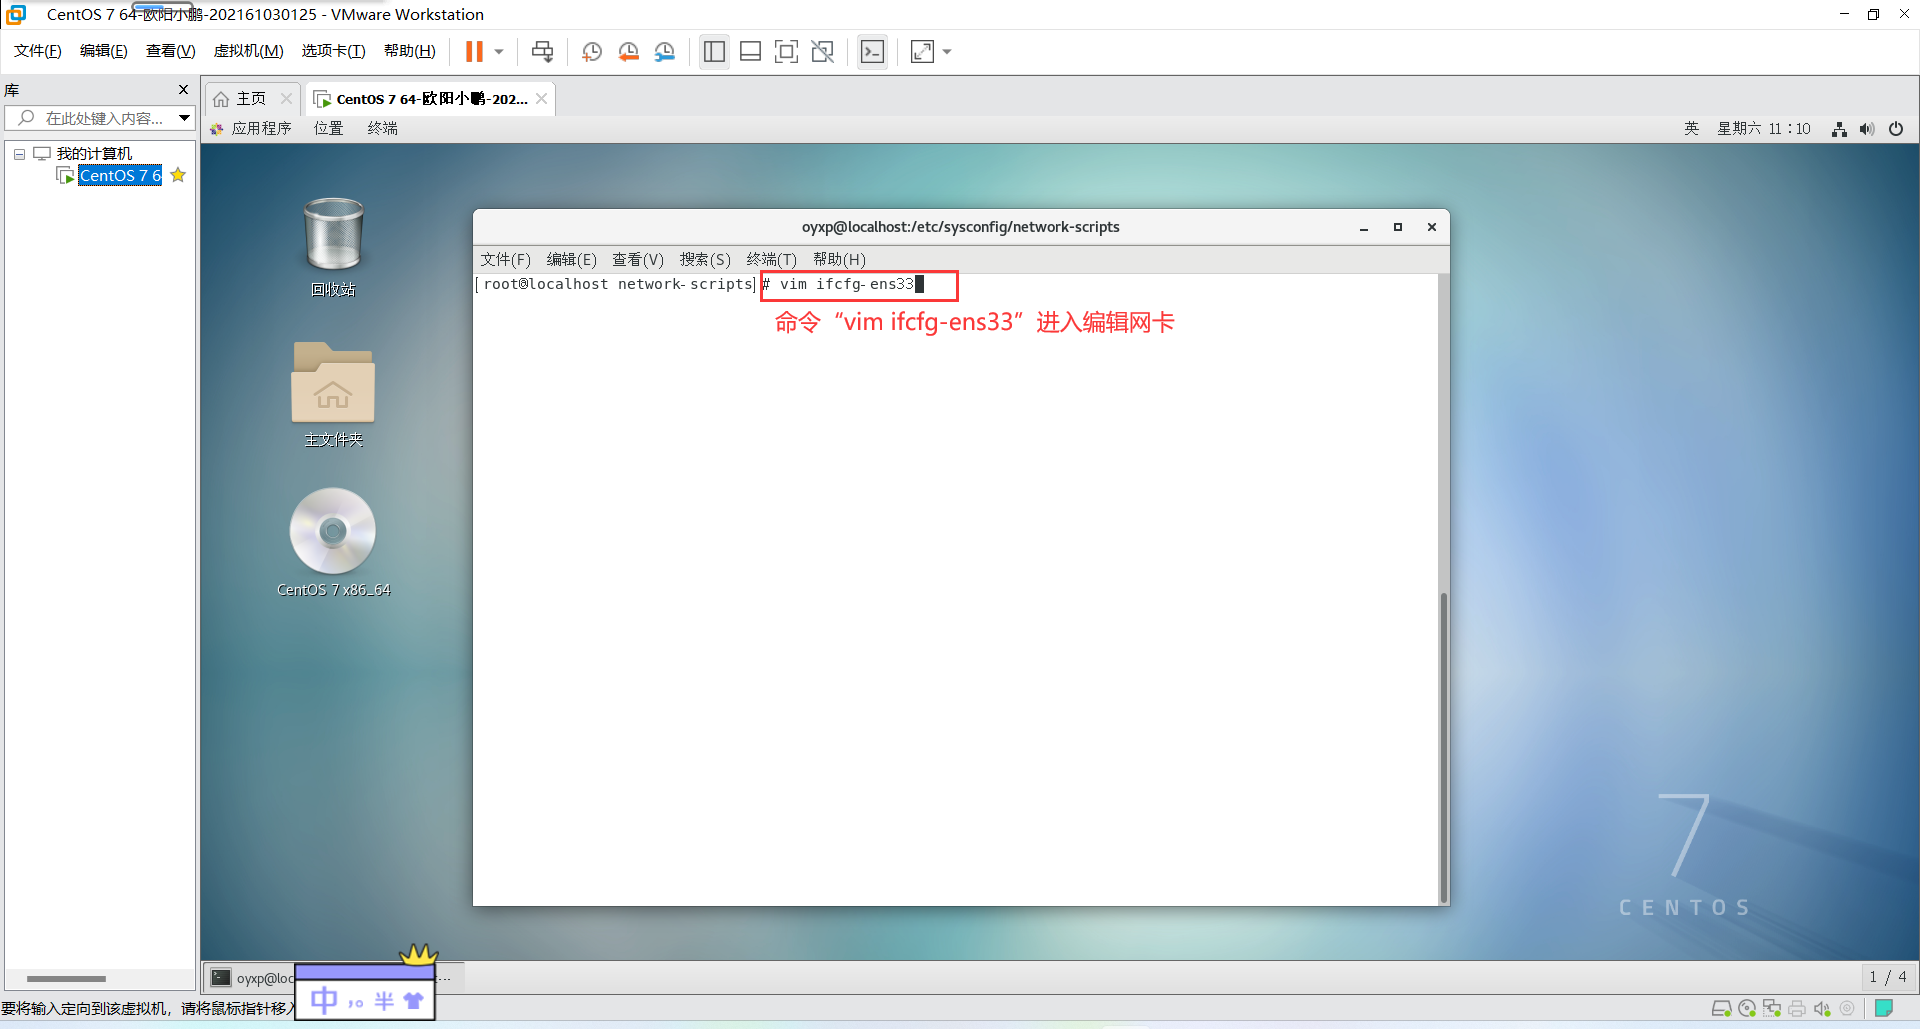 CentOS 7 64-欧阳小鹏-202161030125 - VMware Workstation
文件(F) 编辑(E) 查看(V) 虚拟机(M) 选项卡(T) 帮助(H)
库
在此处键入内容...
我的计算机
CentOS 7 6
主页
CentOS 7 64-欧阳小鹏-202...
应用程序 位置 终端
英 星期六 11：10
回收站
主文件夹
CentOS 7 x86_64
oyxp@localhost:/etc/sysconfig/network-scripts
文件(F) 编辑(E) 查看(V) 搜索(S) 终端(T) 帮助(H)
[root@localhost network-scripts]# vim ifcfg-ens33
命令“vim ifcfg-ens33”进入编辑网卡
7
CENTOS
oyxp@loc
...
1 / 4
中 ,。半
要将输入定向到该虚拟机，请将鼠标指针移